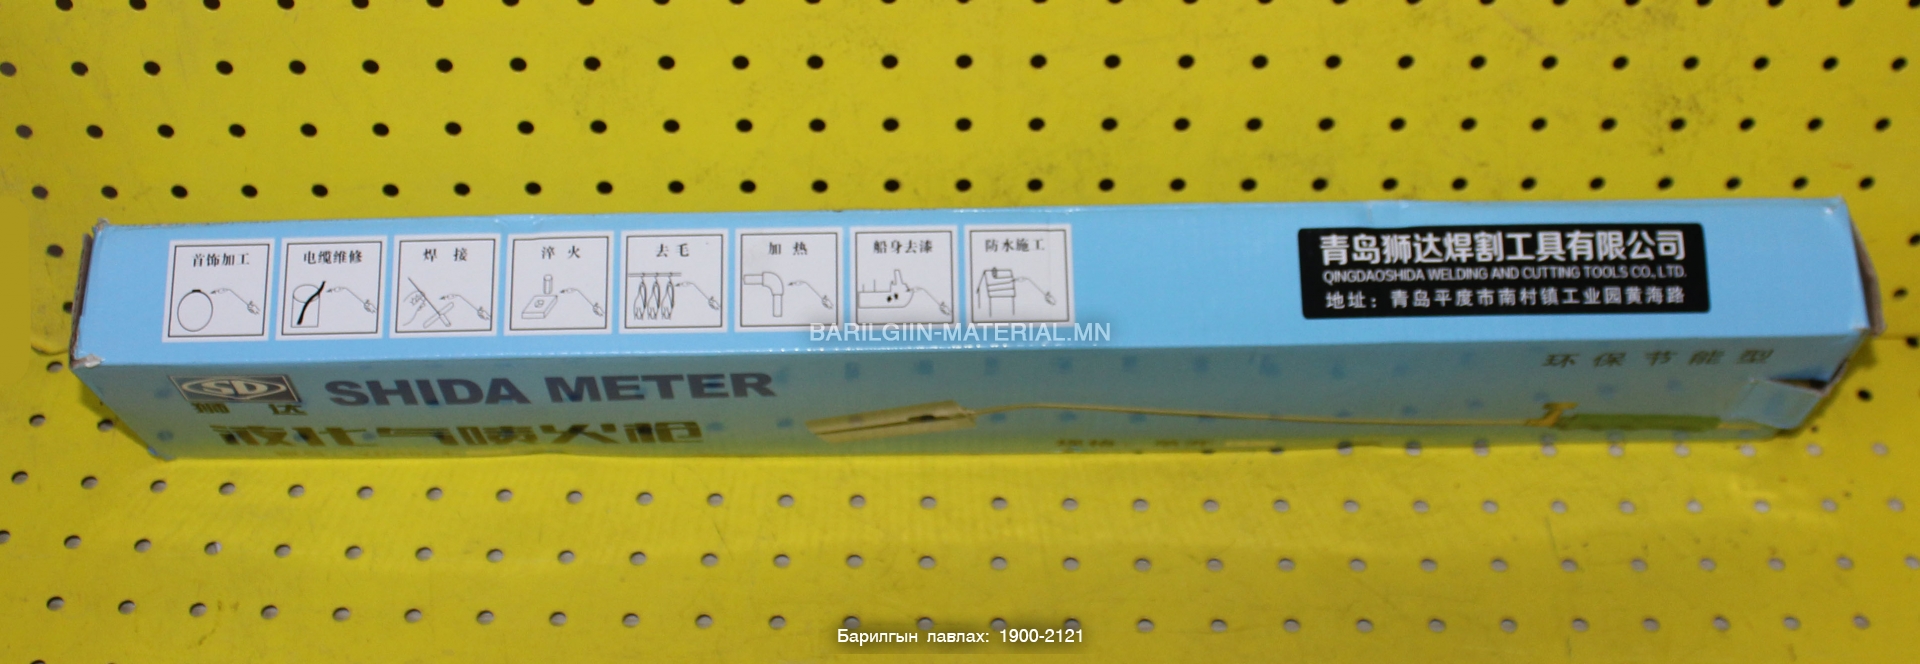 首饰加工
电缆维修
焊接
淬火
去毛
加热
船身去漆
防水施工
青岛狮达焊割工具有限公司
QINGDAOSHIDA WELDING AND CUTTING TOOLS CO., LTD.
地址：青岛平度市南村镇工业园黄海路
BARILGIIN-MATERIAL.MN
环保节能型
SD
狮达
SHIDA METER
液化气喷火枪
Барилгын лавлах: 1900-2121